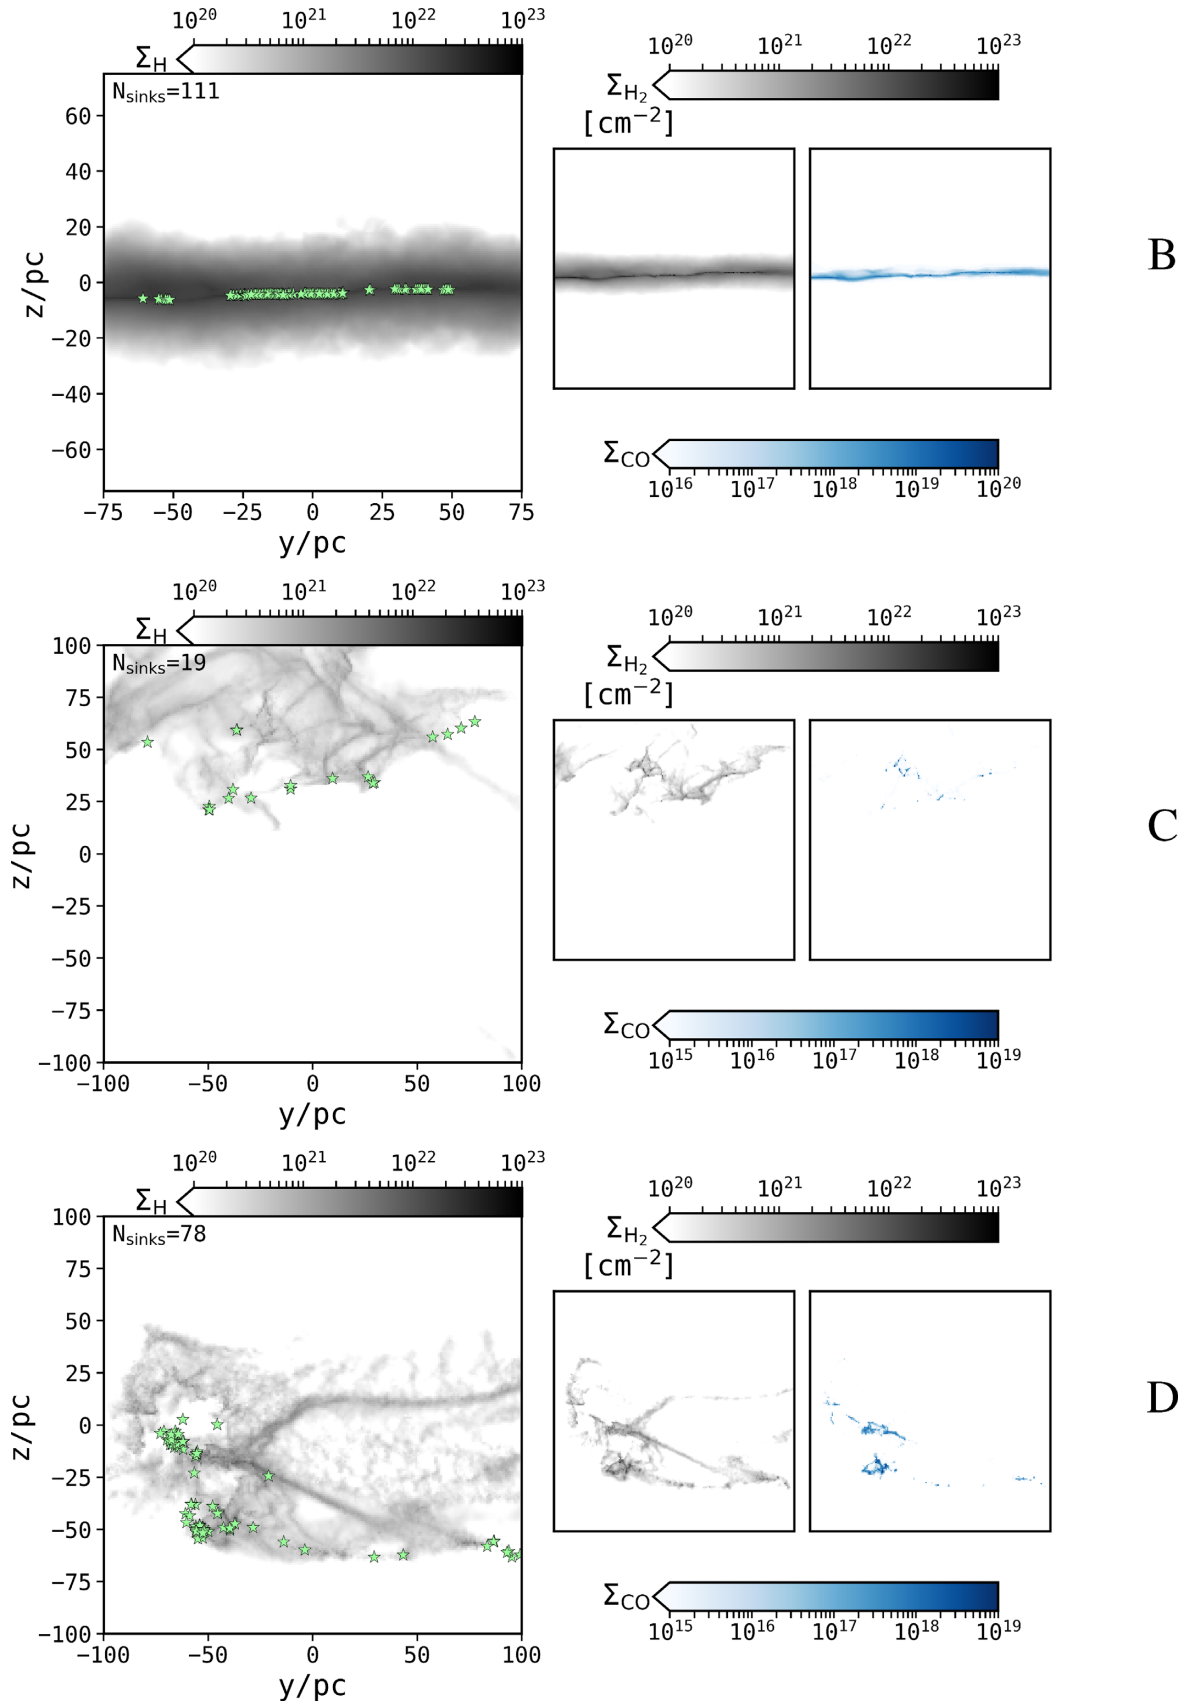 10^20 10^21 10^22 10^23
Σ_H
N_sinks=111
60
40
20
0
−20
−40
−60
z/pc
−75 −50 −25 0 25 50 75
y/pc
10^20 10^21 10^22 10^23
Σ_H₂
[cm^−2]
Σ_CO
10^16 10^17 10^18 10^19 10^20
B
10^20 10^21 10^22 10^23
Σ_H
N_sinks=19
100
75
50
25
0
−25
−50
−75
−100
z/pc
−100 −50 0 50 100
y/pc
10^20 10^21 10^22 10^23
Σ_H₂
[cm^−2]
Σ_CO
10^15 10^16 10^17 10^18 10^19
C
10^20 10^21 10^22 10^23
Σ_H
N_sinks=78
100
75
50
25
0
−25
−50
−75
−100
z/pc
−100 −50 0 50 100
y/pc
10^20 10^21 10^22 10^23
Σ_H₂
[cm^−2]
Σ_CO
10^15 10^16 10^17 10^18 10^19
D